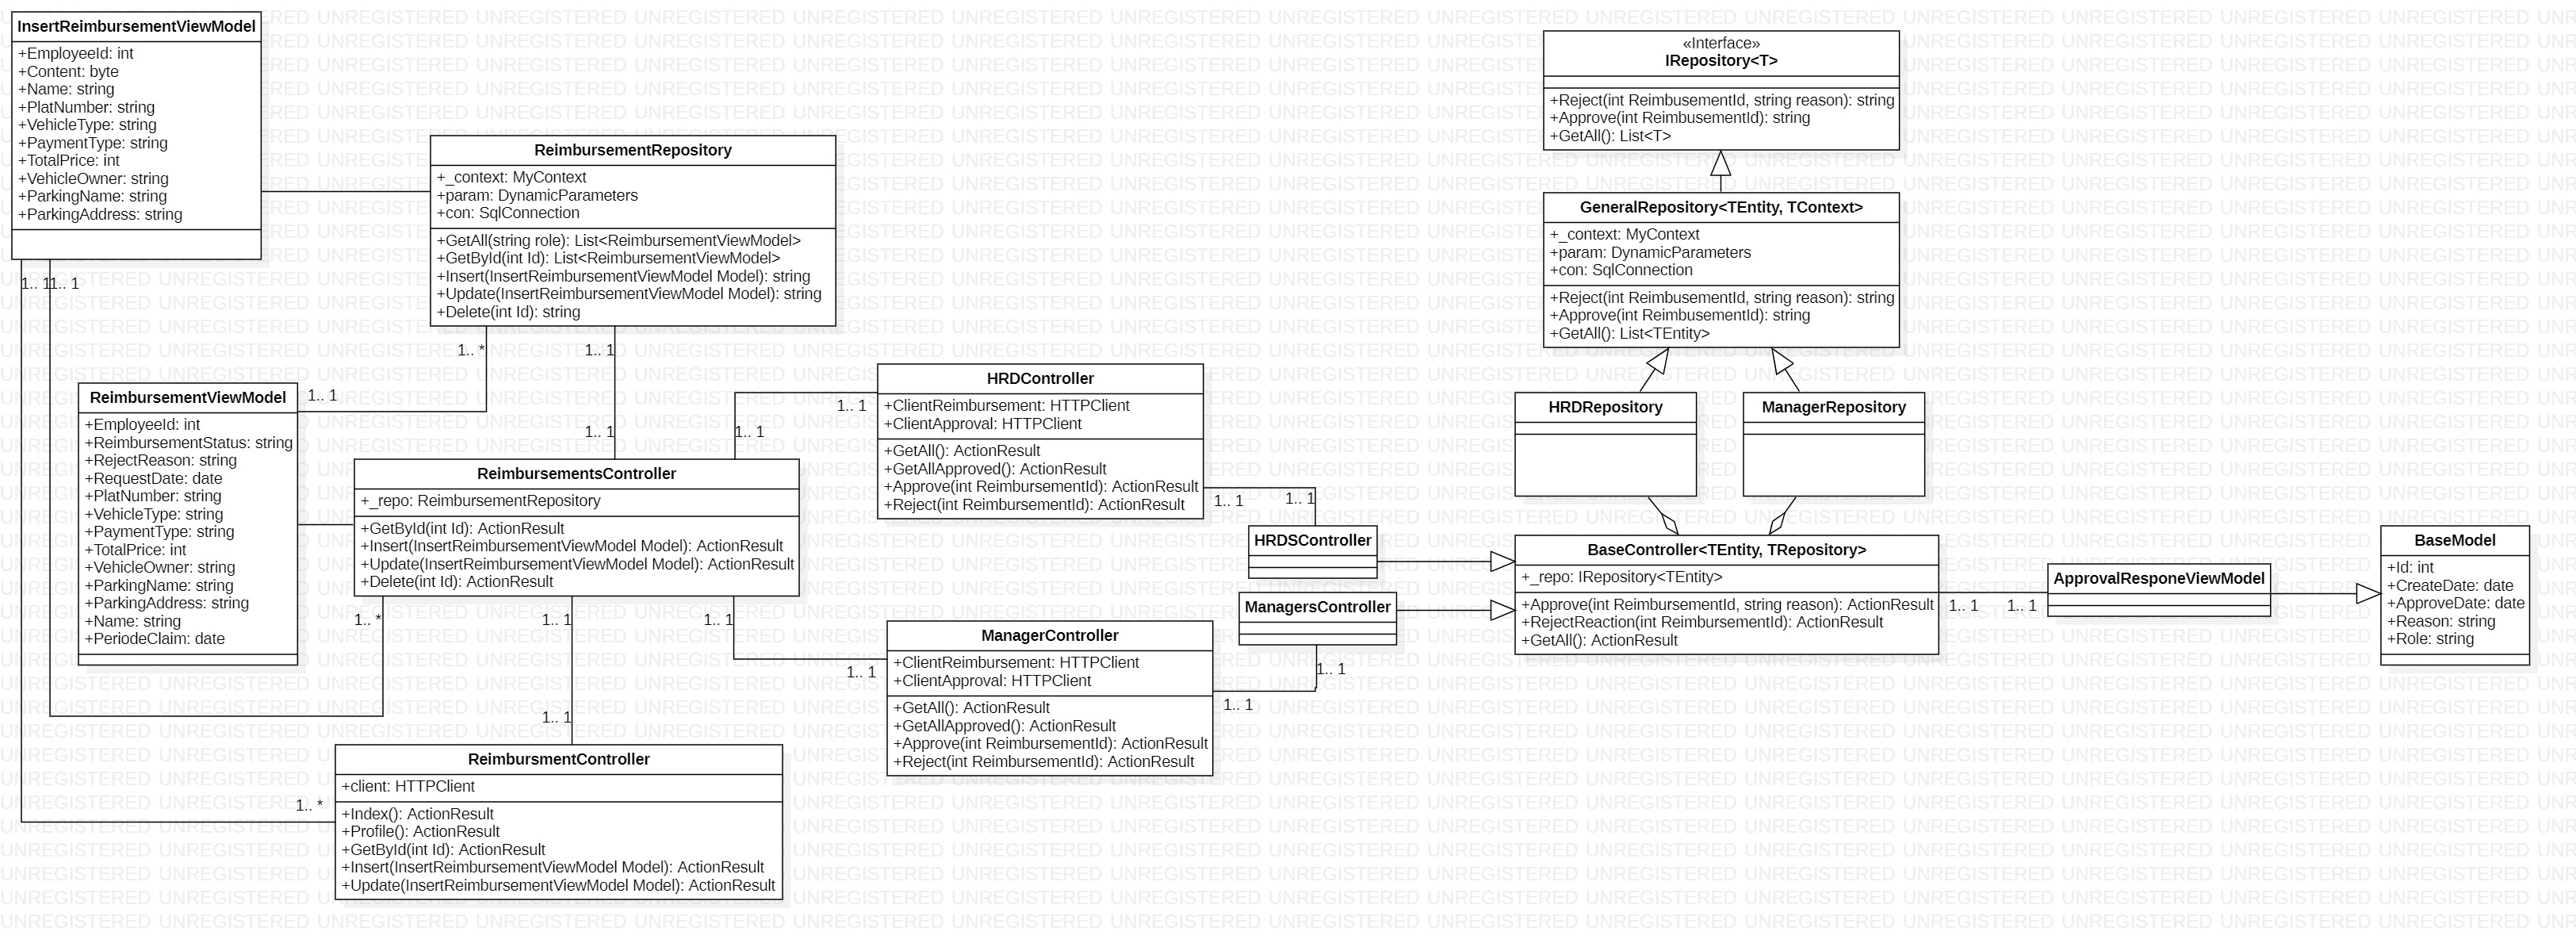 InsertReimbursementViewModel
+EmployeeId: int
+Content: byte
+Name: string
+PlatNumber: string
+VehicleType: string
+PaymentType: string
+TotalPrice: int
+VehicleOwner: string
+ParkingName: string
+ParkingAddress: string
1.. 1
1.. 1
ReimbursementRepository
+_context: MyContext
+param: DynamicParameters
+con: SqlConnection
+GetAll(string role): List<ReimbursementViewModel>
+GetById(int Id): List<ReimbursementViewModel>
+Insert(InsertReimbursementViewModel Model): string
+Update(InsertReimbursementViewModel Model): string
+Delete(int Id): string
1.. *
1.. 1
1.. 1
1.. 1
ReimbursementViewModel
+EmployeeId: int
+ReimbursementStatus: string
+RejectReason: string
+RequestDate: date
+PlatNumber: string
+VehicleType: string
+PaymentType: string
+TotalPrice: int
+VehicleOwner: string
+ParkingName: string
+ParkingAddress: string
+Name: string
+PeriodeClaim: date
ReimbursementsController
+_repo: ReimbursementRepository
+GetById(int Id): ActionResult
+Insert(InsertReimbursementViewModel Model): ActionResult
+Update(InsertReimbursementViewModel Model): ActionResult
+Delete(int Id): ActionResult
1.. *
1.. 1
1.. 1
1.. 1
1.. 1
1.. *
ReimbursmentController
+client: HTTPClient
+Index(): ActionResult
+Profile(): ActionResult
+GetById(int Id): ActionResult
+Insert(InsertReimbursementViewModel Model): ActionResult
+Update(InsertReimbursementViewModel Model): ActionResult
1.. 1
1.. 1
HRDController
+ClientReimbursement: HTTPClient
+ClientApproval: HTTPClient
+GetAll(): ActionResult
+GetAllApproved(): ActionResult
+Approve(int ReimbursementId): ActionResult
+Reject(int ReimbursementId): ActionResult
1.. 1
1.. 1
ManagerController
+ClientReimbursement: HTTPClient
+ClientApproval: HTTPClient
+GetAll(): ActionResult
+GetAllApproved(): ActionResult
+Approve(int ReimbursementId): ActionResult
+Reject(int ReimbursementId): ActionResult
1.. 1
1.. 1
HRDSController
ManagersController
«Interface»
IRepository<T>
+Reject(int ReimbusementId, string reason): string
+Approve(int ReimbusementId): string
+GetAll(): List<T>
GeneralRepository<TEntity, TContext>
+_context: MyContext
+param: DynamicParameters
+con: SqlConnection
+Reject(int ReimbusementId, string reason): string
+Approve(int ReimbusementId): string
+GetAll(): List<TEntity>
HRDRepository
ManagerRepository
BaseController<TEntity, TRepository>
+_repo: IRepository<TEntity>
+Approve(int ReimbusementId, string reason): ActionResult
+RejectReaction(int ReimbusementId): ActionResult
+GetAll(): ActionResult
1.. 1
1.. 1
ApprovalResponeViewModel
BaseModel
+Id: int
+CreateDate: date
+ApproveDate: date
+Reason: string
+Role: string
UNREGISTERED